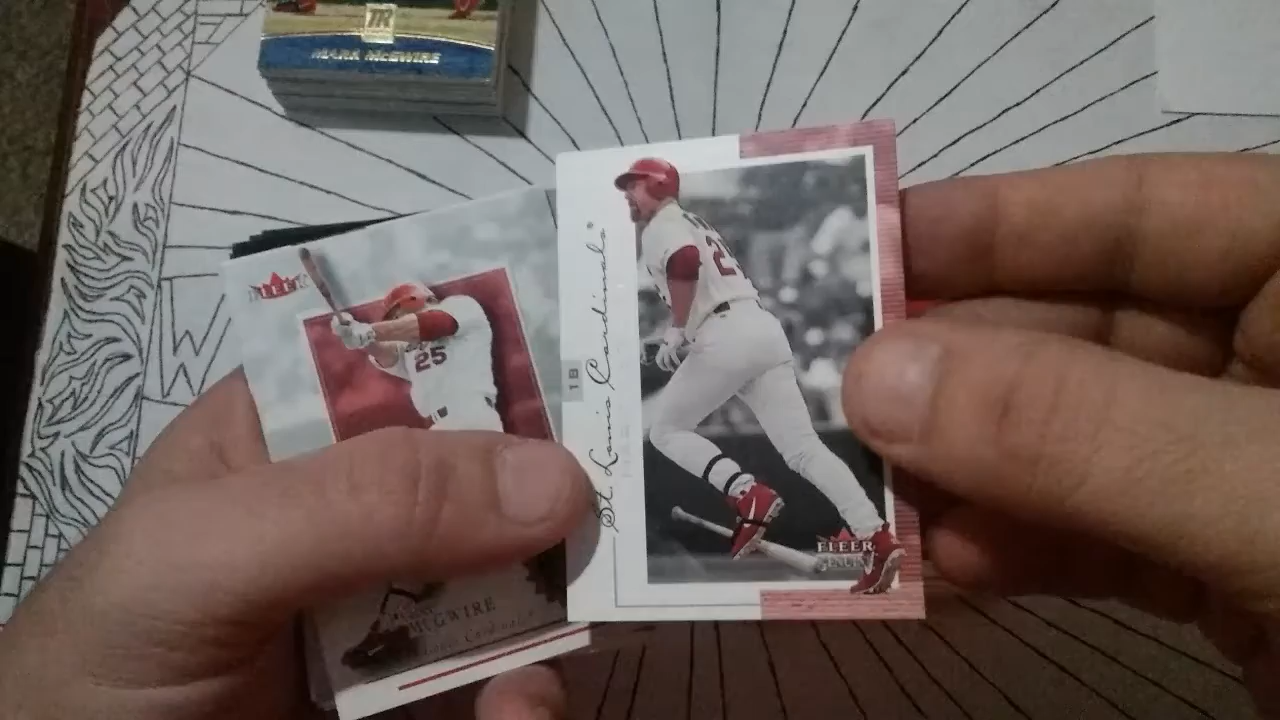 TR
MARK McGWIRE
FLEER
25
McGWIRE
St. Louis Cardinals
1B
FLEER
GENUINE